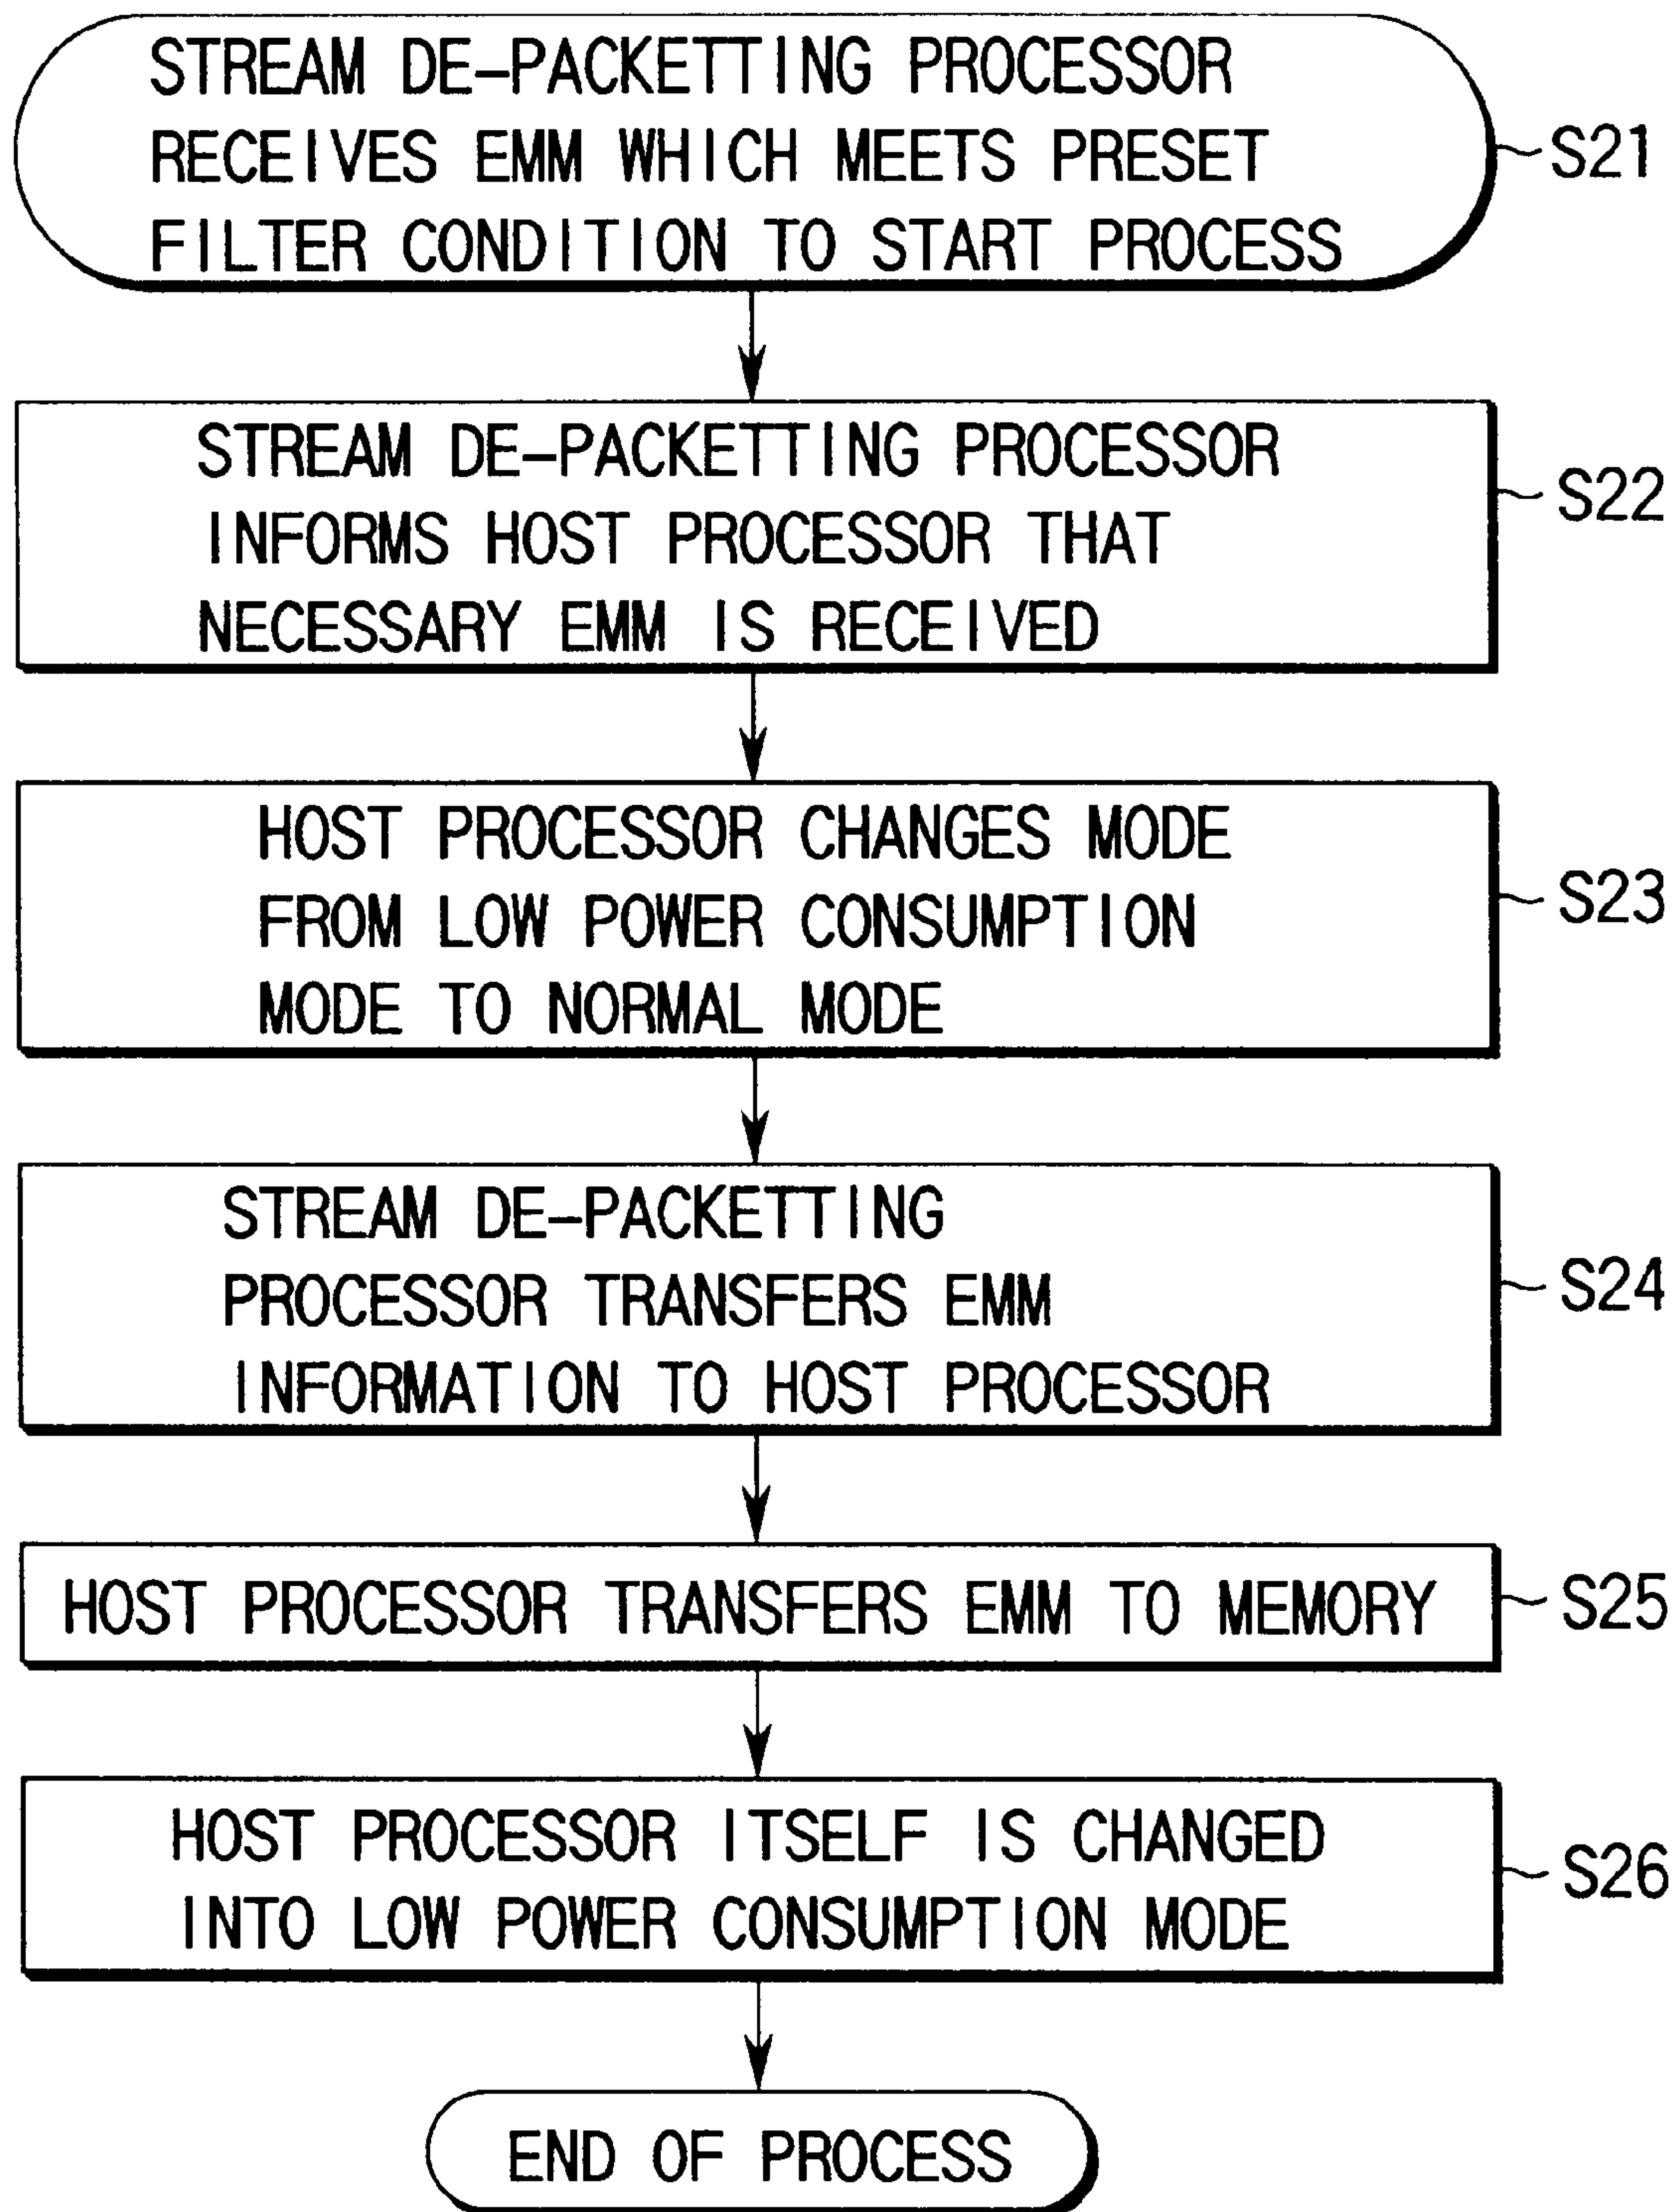 STREAM DE-PACKETTING PROCESSOR
RECEIVES EMM WHICH MEETS PRESET
FILTER CONDITION TO START PROCESS
S21
STREAM DE-PACKETTING PROCESSOR
INFORMS HOST PROCESSOR THAT
NECESSARY EMM IS RECEIVED
S22
HOST PROCESSOR CHANGES MODE
FROM LOW POWER CONSUMPTION
MODE TO NORMAL MODE
S23
STREAM DE-PACKETTING
PROCESSOR TRANSFERS EMM
INFORMATION TO HOST PROCESSOR
S24
HOST PROCESSOR TRANSFERS EMM TO MEMORY
S25
HOST PROCESSOR ITSELF IS CHANGED
INTO LOW POWER CONSUMPTION MODE
S26
END OF PROCESS